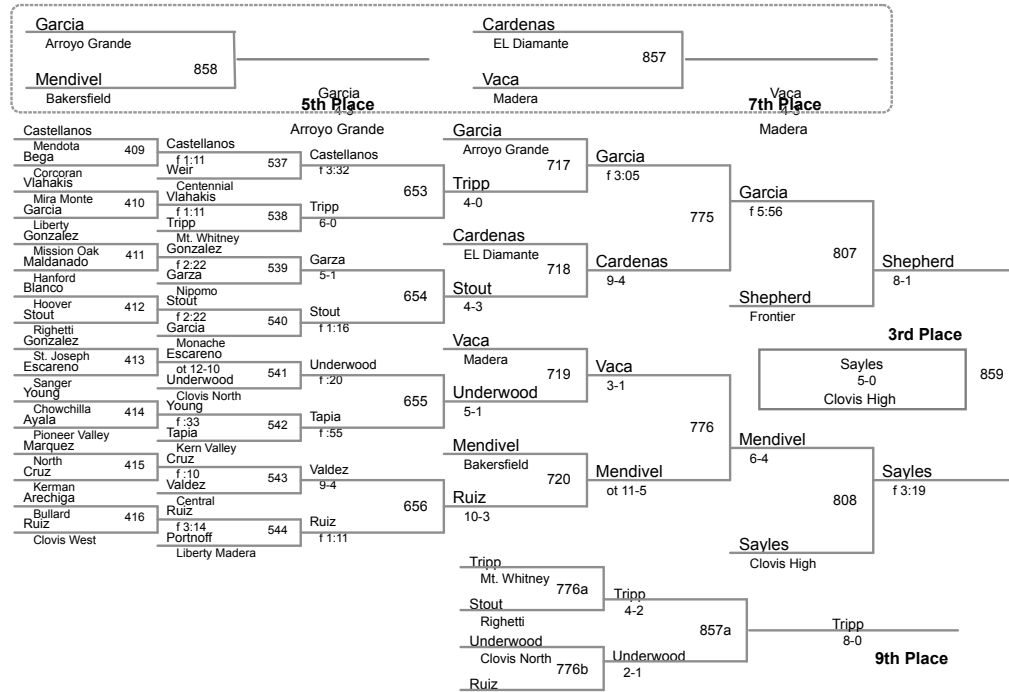 Garcia
Arroyo Grande
858
Mendivel
Bakersfield
Garcia
4-3
5th Place
Arroyo Grande
Cardenas
EL Diamante
857
Vaca
Madera
Vaca
4-3
7th Place
Madera
Castellanos
Mendota
409
Bega
Corcoran
Vlahakis
Mira Monte
410
Garcia
Liberty
Gonzalez
Mission Oak
411
Maldanado
Hanford
Blanco
Hoover
412
Stout
Righetti
Gonzalez
St. Joseph
413
Escareno
Sanger
Young
Chowchilla
414
Ayala
Pioneer Valley
Marquez
North
415
Cruz
Kerman
Arechiga
Bullard
416
Ruiz
Clovis West
Castellanos
f 1:11
537
Weir
Centennial
Vlahakis
f 1:11
538
Tripp
Mt. Whitney
Gonzalez
f 2:22
539
Garza
Nipomo
Stout
f 2:22
540
Garcia
Monache
Escareno
ot 12-10
541
Underwood
Clovis North
Young
f :33
542
Tapia
Kern Valley
Cruz
f :10
543
Valdez
Central
Ruiz
f 3:14
544
Portnoff
Liberty Madera
Castellanos
f 3:32
653
Tripp
6-0
Garza
5-1
654
Stout
f 1:16
Underwood
f :20
655
Tapia
f :55
Valdez
9-4
656
Ruiz
f 1:11
Garcia
Arroyo Grande
717
Tripp
4-0
Cardenas
EL Diamante
718
Stout
4-3
Vaca
Madera
719
Underwood
5-1
Mendivel
Bakersfield
720
Ruiz
10-3
Garcia
f 3:05
775
Cardenas
9-4
Vaca
3-1
776
Mendivel
ot 11-5
Garcia
f 5:56
807
Shepherd
Frontier
Shepherd
8-1
3rd Place
Sayles
5-0
Clovis High
859
Mendivel
6-4
808
Sayles
Clovis High
Sayles
f 3:19
Tripp
Mt. Whitney
776a
Stout
Righetti
Underwood
Clovis North
776b
Ruiz
Tripp
4-2
857a
Underwood
2-1
Tripp
8-0
9th Place